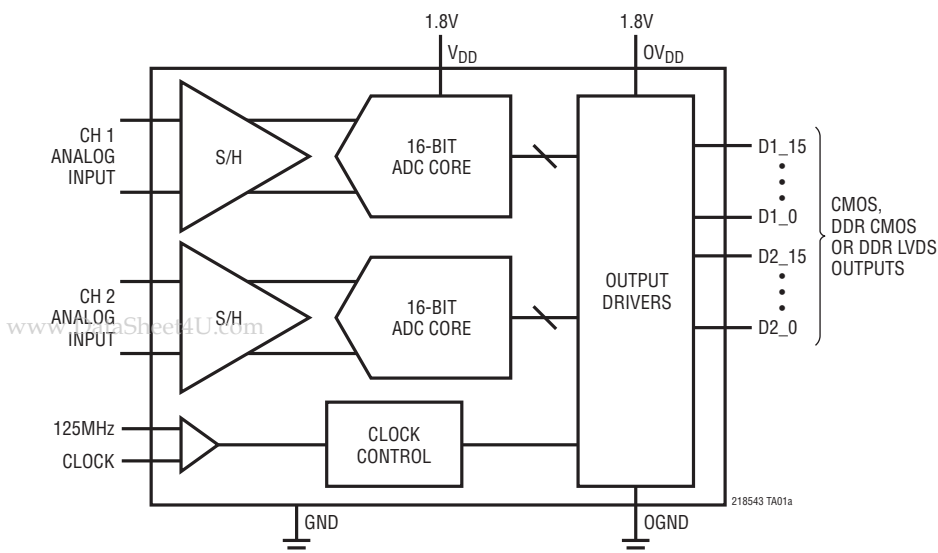 1.8V
1.8V
VDD
OVDD
CH 1
ANALOG
INPUT
S/H
16-BIT
ADC CORE
D1_15
D1_0
CMOS,
DDR CMOS
OR DDR LVDS
OUTPUTS
CH 2
ANALOG
INPUT
S/H
16-BIT
ADC CORE
OUTPUT
DRIVERS
D2_15
D2_0
www.DataSheet4U.com
125MHz
CLOCK
CLOCK
CONTROL
218543 TA01a
GND
OGND